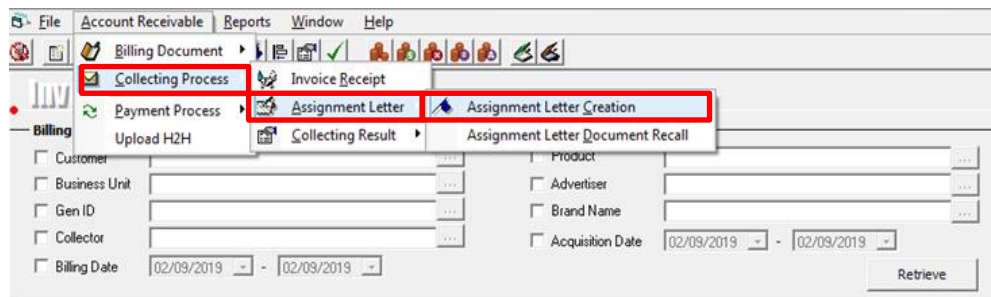 File Account Receivable Reports Window Help
Billing Document
Collecting Process Invoice Receipt
Inv
Payment Process Assignment Letter Assignment Letter Creation
Billing Upload H2H Collecting Result Assignment Letter Document Recall
Customer ... Product ...
Business Unit ... Advertiser ...
Gen ID Brand Name ...
Collector ... Acquisition Date 02/09/2019 - 02/09/2019
Billing Date 02/09/2019 - 02/09/2019 Retrieve